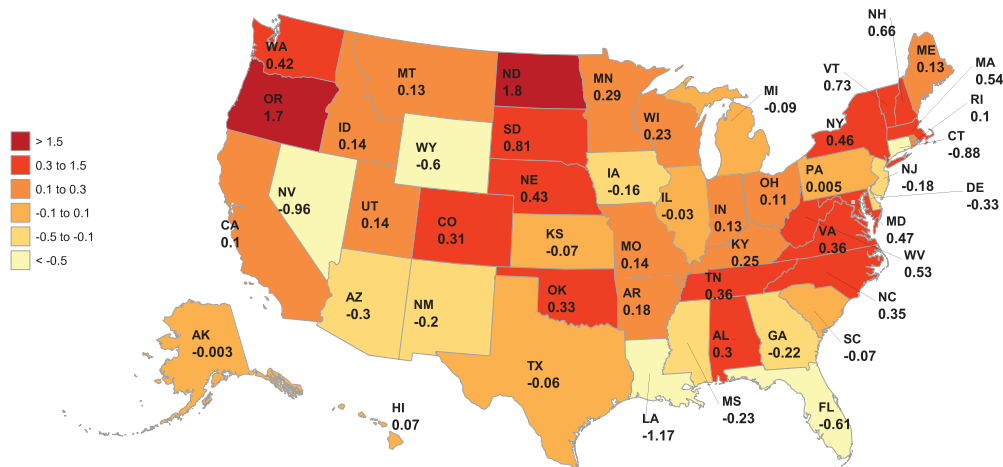 NH
0.66
WA
0.42
ME
0.13
MA
0.54
VT
0.73
MT
0.13
ND
1.8
MN
0.29
MI
-0.09
RI
0.1
OR
1.7
ID
0.14
SD
0.81
WI
0.23
NY
0.46
CT
-0.88
> 1.5
0.3 to 1.5
0.1 to 0.3
-0.1 to 0.1
-0.5 to -0.1
< -0.5
WY
-0.6
IA
-0.16
PA
0.005
NJ
-0.18
NV
-0.96
NE
0.43
IL
-0.03
IN
0.13
OH
0.11
DE
-0.33
CA
0.1
UT
0.14
CO
0.31
KS
-0.07
MO
0.14
KY
0.25
VA
0.36
MD
0.47
WV
0.53
AZ
-0.3
NM
-0.2
OK
0.33
AR
0.18
TN
0.36
NC
0.35
AK
-0.003
TX
-0.06
AL
0.3
GA
-0.22
SC
-0.07
HI
0.07
LA
-1.17
MS
-0.23
FL
-0.61